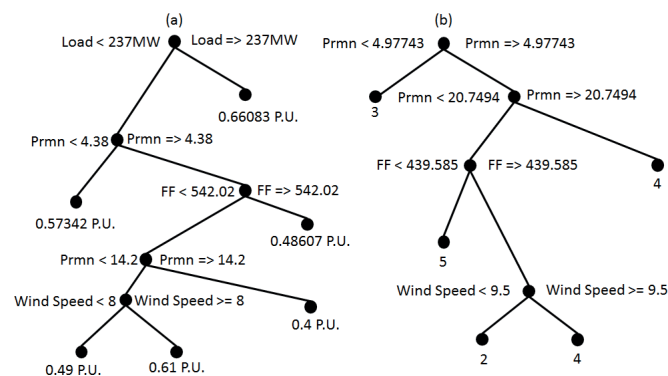 (a)
(b)
Load < 237MW Load => 237MW
Prmn < 4.97743 Prmn => 4.97743
0.66083 P.U.
3
Prmn < 20.7494 Prmn => 20.7494
Prmn < 4.38 Prmn => 4.38
FF < 439.585 FF => 439.585
4
FF < 542.02 FF => 542.02
0.57342 P.U.
0.48607 P.U.
5
Prmn < 14.2 Prmn => 14.2
Wind Speed < 8 Wind Speed >= 8
Wind Speed < 9.5 Wind Speed >= 9.5
0.4 P.U.
0.49 P.U.
0.61 P.U.
2
4